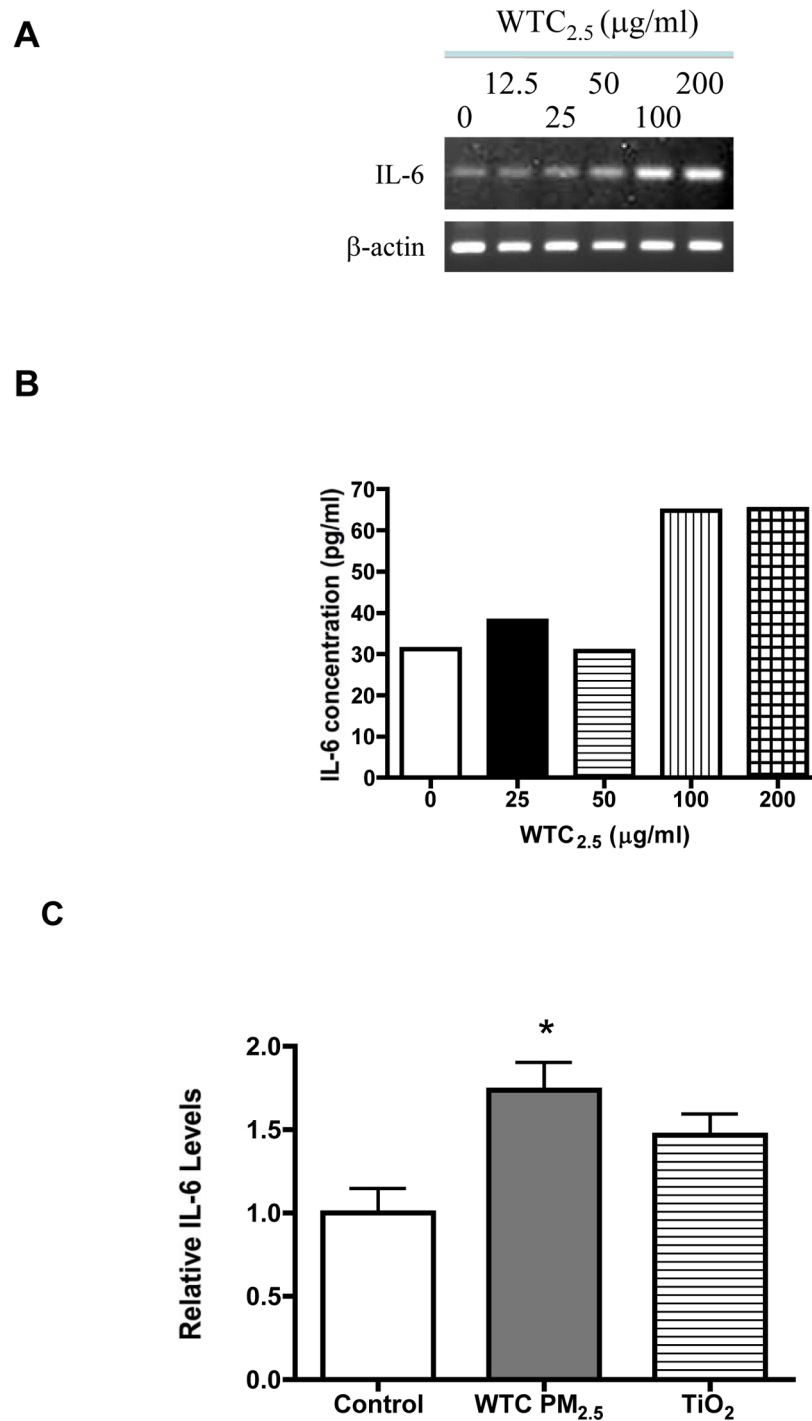 A
WTC2.5 (μg/ml)
12.5 50 200
0 25 100
IL-6
β-actin
B
IL-6 concentration (pg/ml)
70
60
50
40
30
20
10
0
0 25 50 100 200
WTC2.5 (μg/ml)
C
*
Relative IL-6 Levels
2.0
1.5
1.0
0.5
0.0
Control WTC PM2.5 TiO2